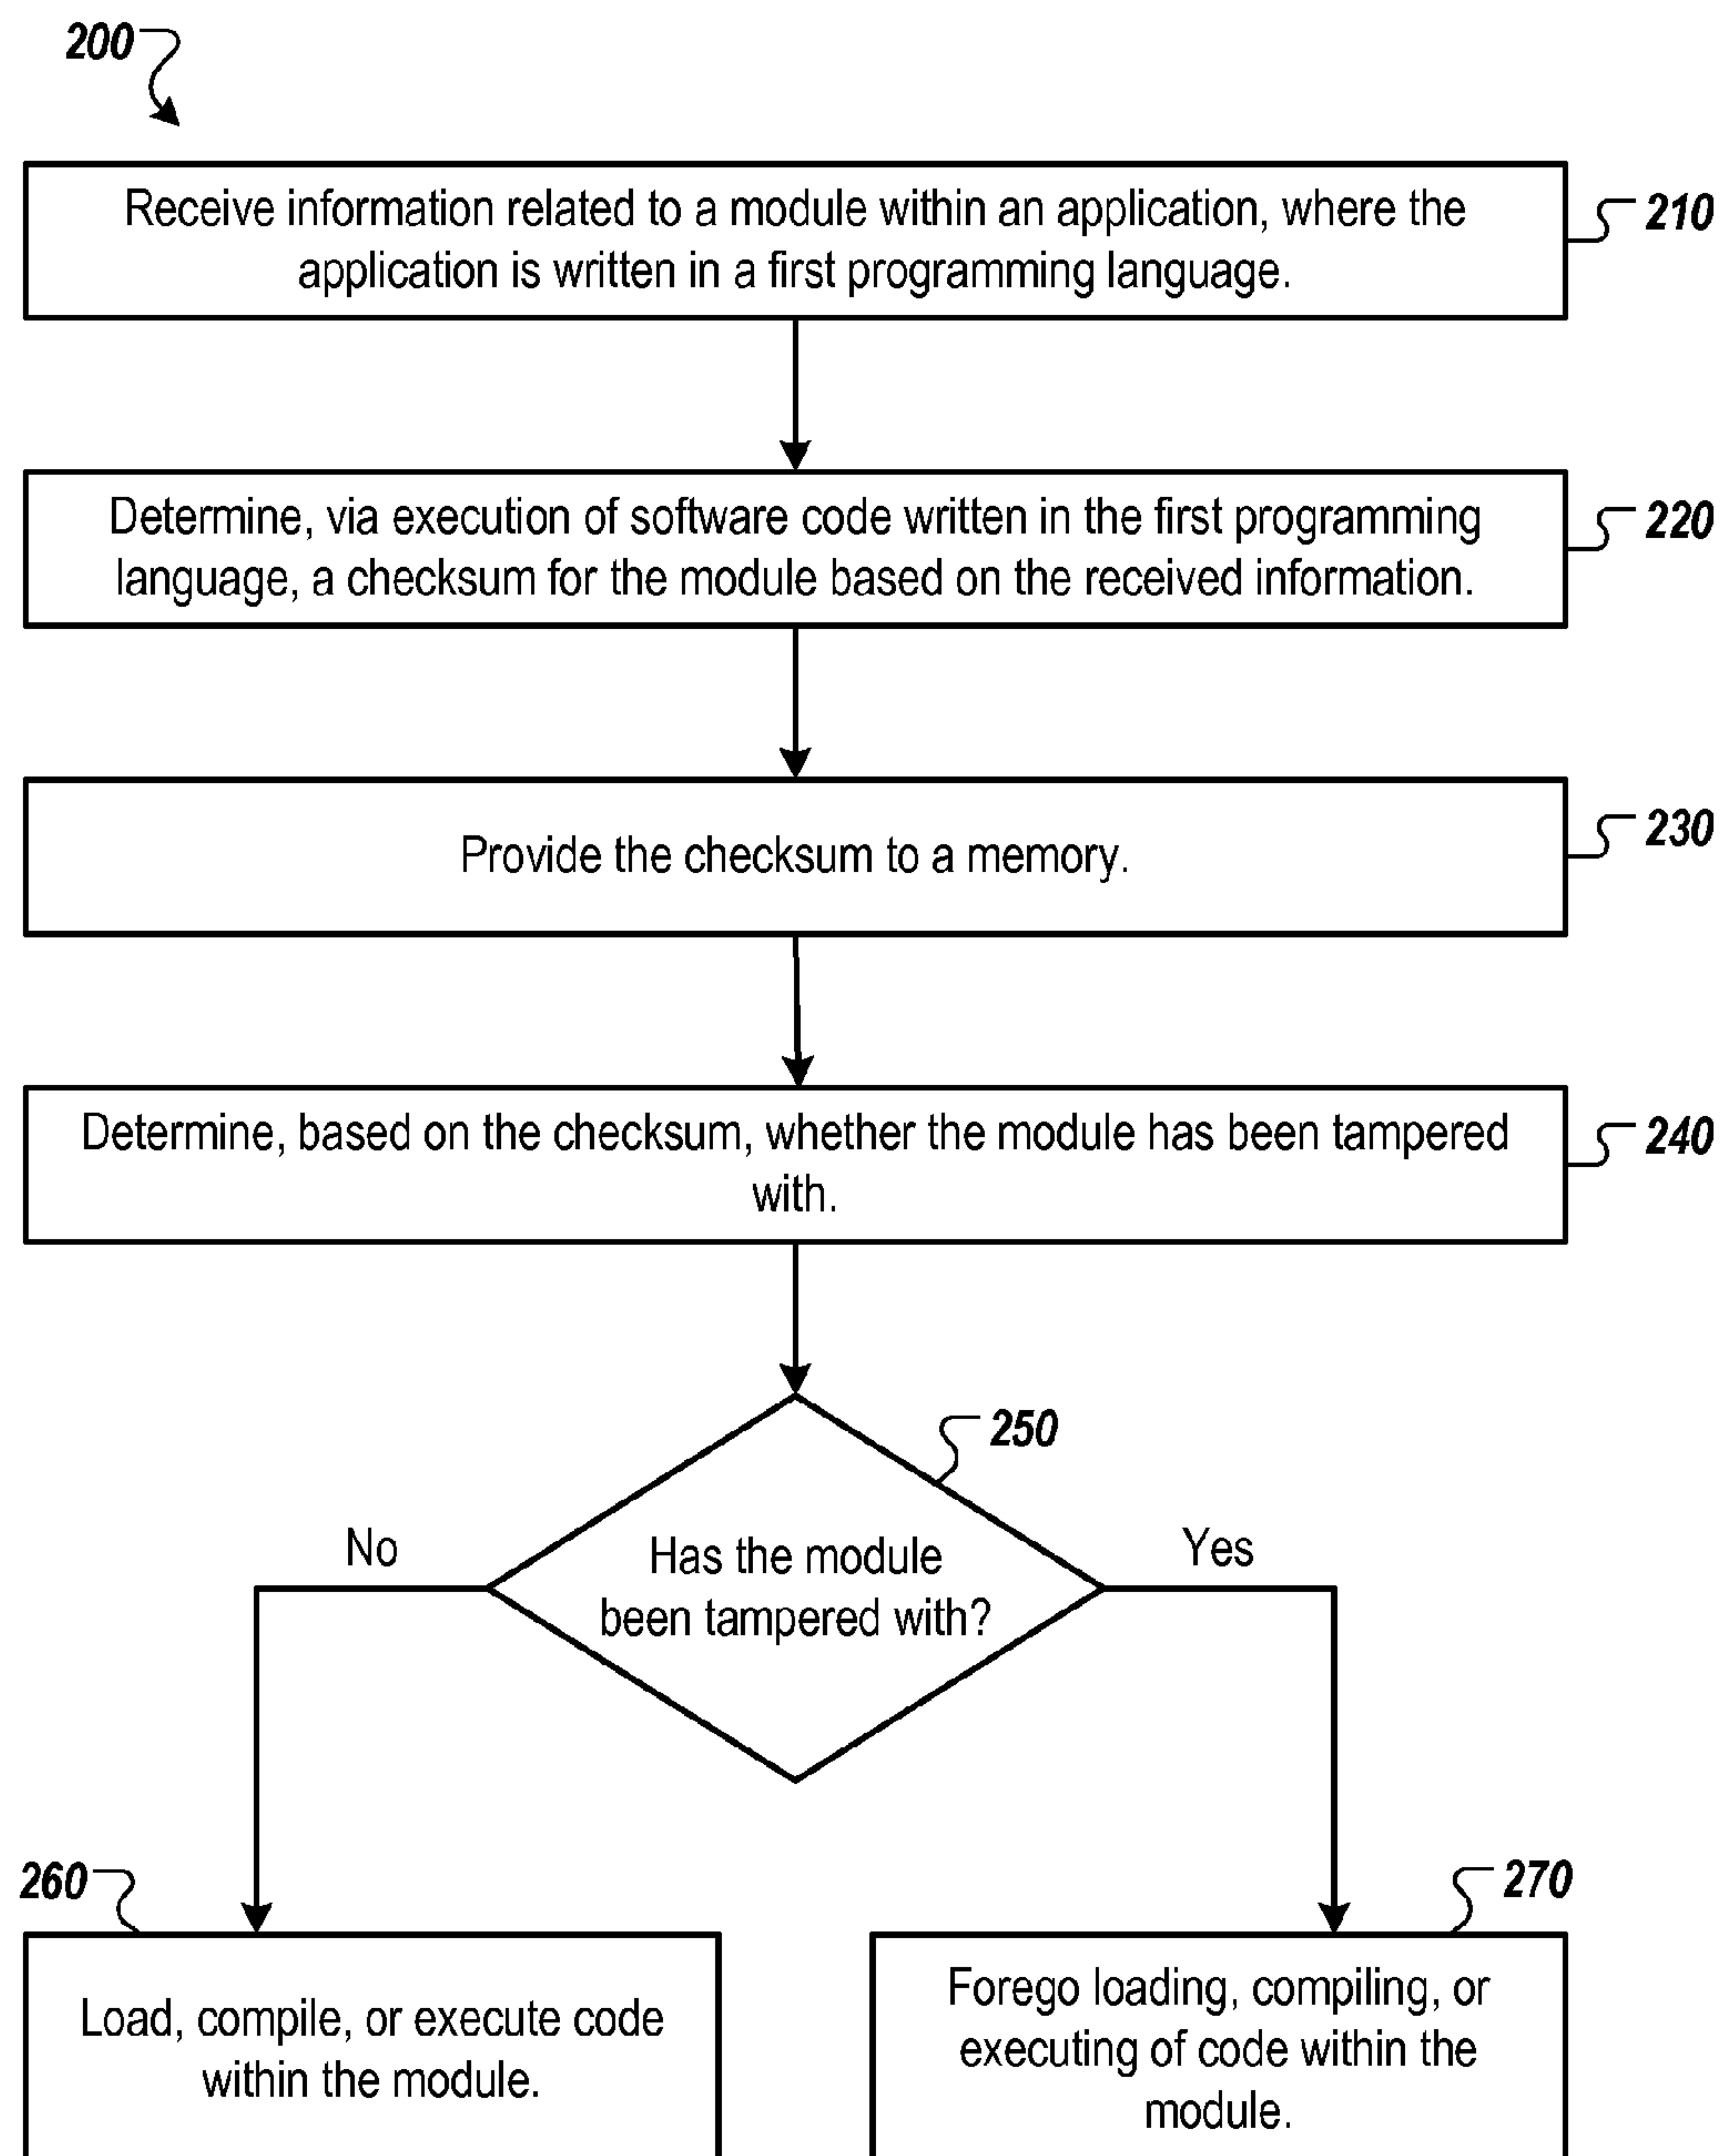 200
Receive information related to a module within an application, where the
application is written in a first programming language.
210
Determine, via execution of software code written in the first programming
language, a checksum for the module based on the received information.
220
Provide the checksum to a memory.
230
Determine, based on the checksum, whether the module has been tampered
with.
240
250
Has the module
been tampered with?
No
Yes
260
Load, compile, or execute code
within the module.
270
Forego loading, compiling, or
executing of code within the
module.